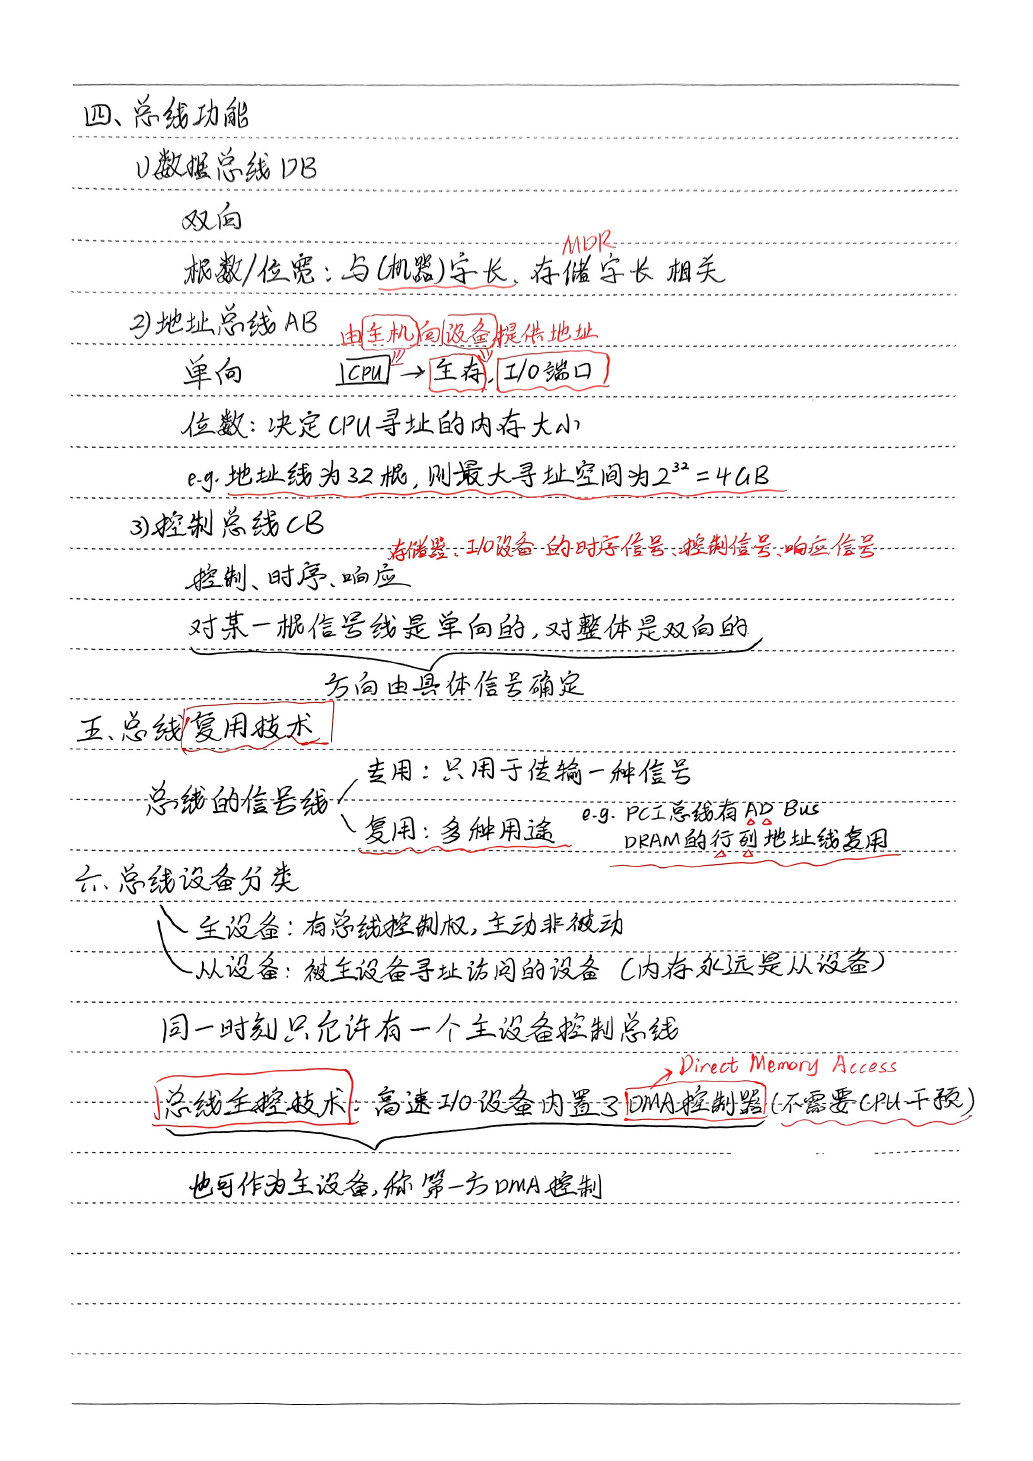 四、总线功能
1)数据总线DB
双向
MDR
根数/位宽：与(机器)字长、存储字长相关
2)地址总线AB
由主机向设备提供地址
单向 CPU → 主存、I/O端口
位数：决定CPU寻址的内存大小
e.g. 地址线为32根，则最大寻址空间为2³²=4GB
3)控制总线CB
存储器、I/O设备的时序信号、控制信号、响应信号
控制、时序、响应
对某一根信号线是单向的，对整体是双向的
方向由具体信号确定
五、总线复用技术
专用：只用于传输一种信号
总线的信号线
复用：多种用途
e.g. PCI总线有AD Bus
DRAM的行列地址线复用
六、总线设备分类
主设备：有总线控制权，主动非被动
从设备：被主设备寻址访问的设备（内存永远是从设备）
同一时刻只允许有一个主设备控制总线
Direct Memory Access
总线主控技术：高速I/O设备内置了DMA控制器(不需要CPU干预)
也可作为主设备，称第一方DMA控制